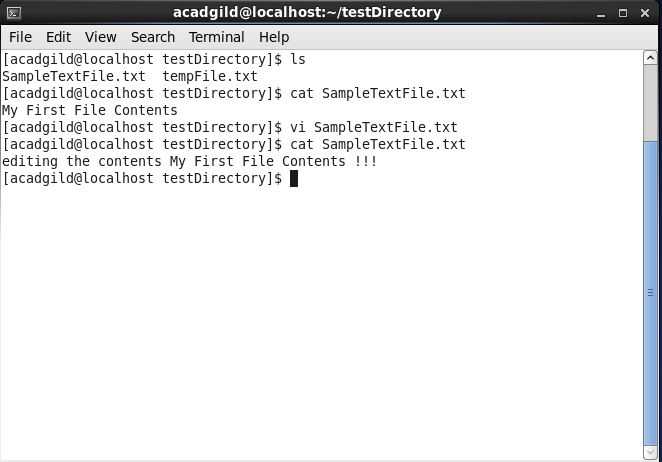 acadgild@localhost:~/testDirectory
File Edit View Search Terminal Help
[acadgild@localhost testDirectory]$ ls
SampleTextFile.txt  tempFile.txt
[acadgild@localhost testDirectory]$ cat SampleTextFile.txt
My First File Contents
[acadgild@localhost testDirectory]$ vi SampleTextFile.txt
[acadgild@localhost testDirectory]$ cat SampleTextFile.txt
editing the contents My First File Contents !!!
[acadgild@localhost testDirectory]$